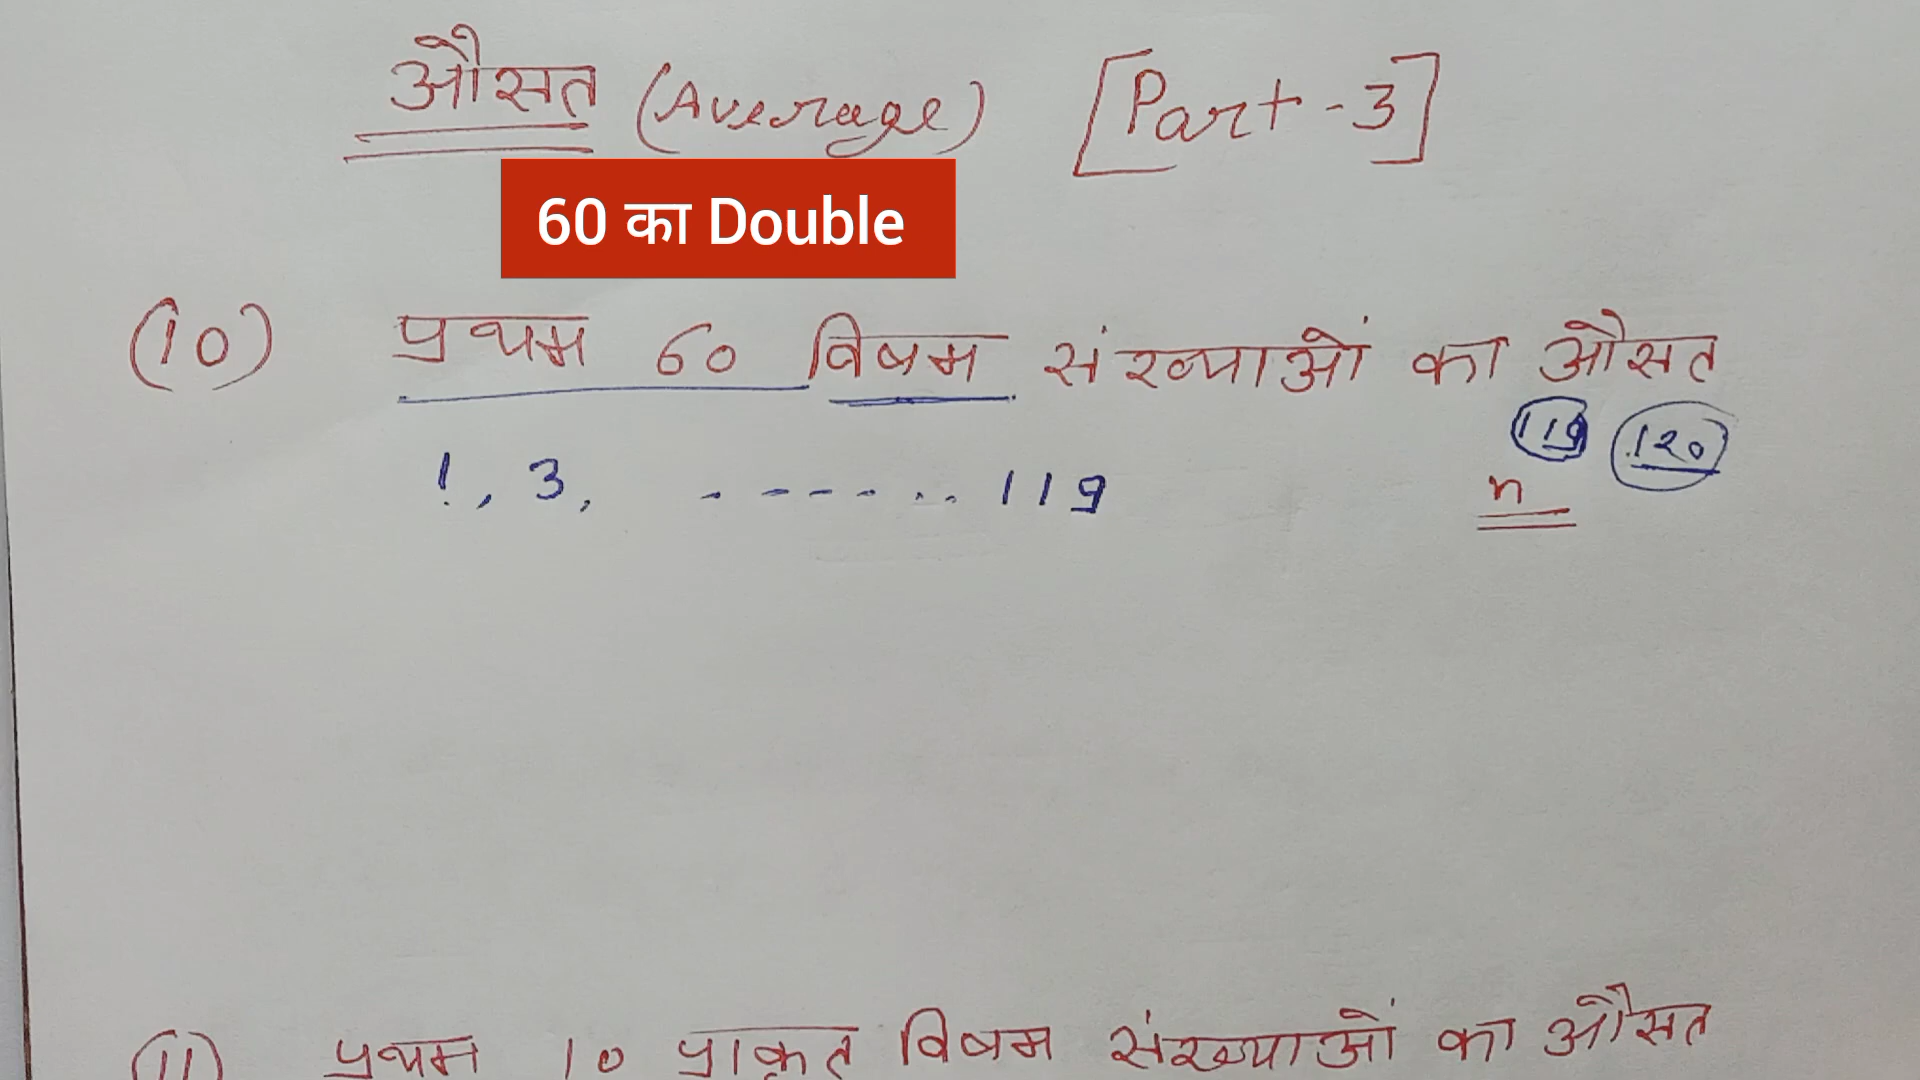 औसत (Average) [Part-3]
60 का Double
(10) प्रथम 60 विषम संख्याओं का औसत
119 120
1, 3, ------- 119 n
(11) प्रथम 10 प्राकृत विषम संख्याओं का औसत